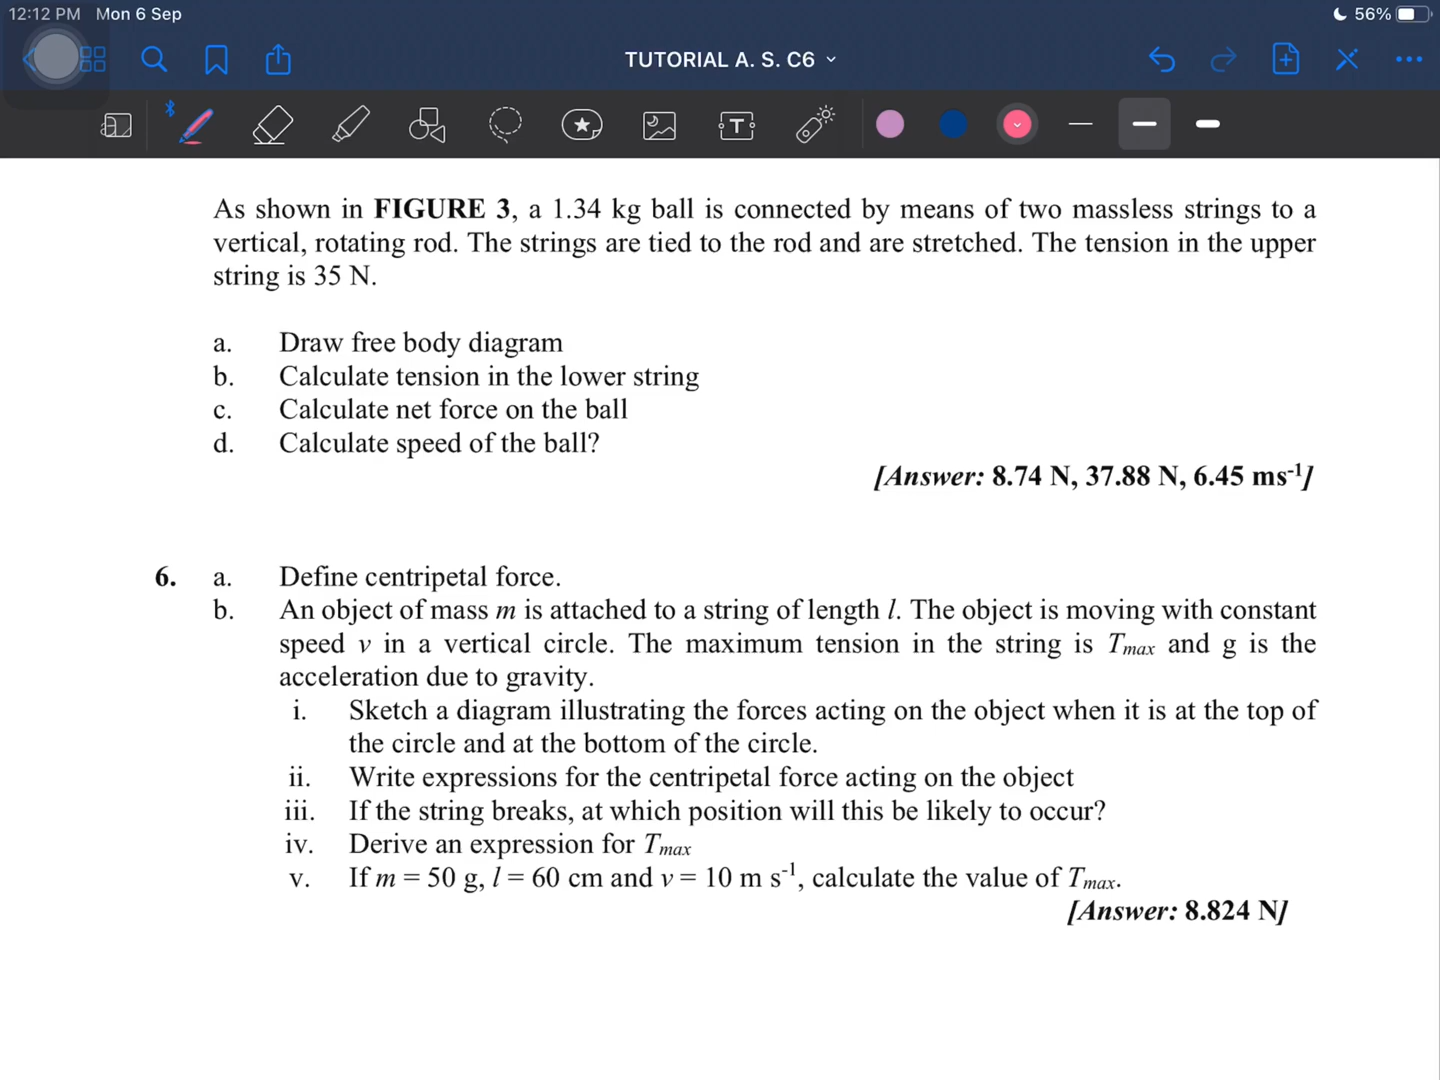 12:12 PM Mon 6 Sep
56%
TUTORIAL A. S. C6
T
As shown in FIGURE 3, a 1.34 kg ball is connected by means of two massless strings to a
vertical, rotating rod. The strings are tied to the rod and are stretched. The tension in the upper
string is 35 N.
a. Draw free body diagram
b. Calculate tension in the lower string
c. Calculate net force on the ball
d. Calculate speed of the ball?
[Answer: 8.74 N, 37.88 N, 6.45 ms⁻¹]
6. a. Define centripetal force.
b. An object of mass m is attached to a string of length l. The object is moving with constant
speed v in a vertical circle. The maximum tension in the string is Tmax and g is the
acceleration due to gravity.
i. Sketch a diagram illustrating the forces acting on the object when it is at the top of
the circle and at the bottom of the circle.
ii. Write expressions for the centripetal force acting on the object
iii. If the string breaks, at which position will this be likely to occur?
iv. Derive an expression for Tmax
v. If m = 50 g, l = 60 cm and v = 10 m s⁻¹, calculate the value of Tmax.
[Answer: 8.824 N]